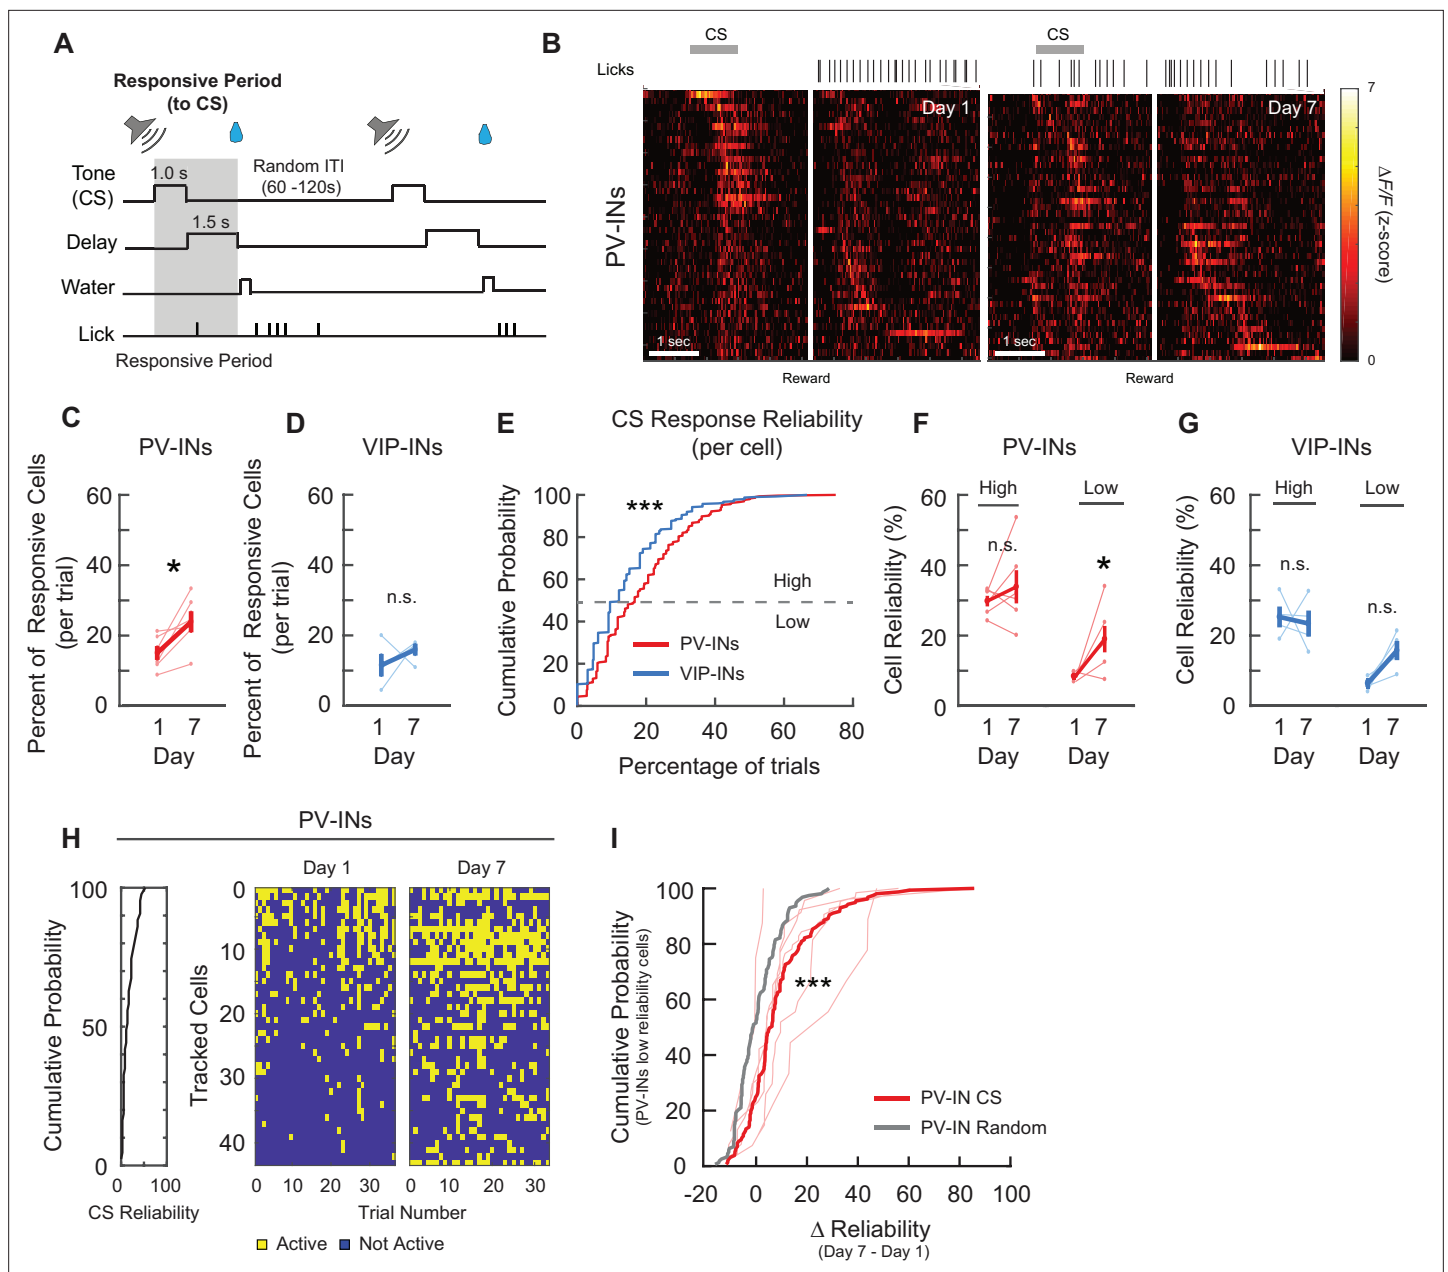 A
Responsive Period
(to CS)
Tone
(CS)
1.0 s
Random ITI
(60 -120s)
Delay
1.5 s
Water
Lick
Responsive Period
B
CS
CS
Licks
Day 1
Day 7
PV-INs
1 sec
1 sec
Reward
Reward
7
0
ΔF/F (z-score)
C
PV-INs
Percent of Responsive Cells
(per trial)
60
40
20
0
*
1 7
Day
D
VIP-INs
Percent of Responsive Cells
(per trial)
60
40
20
0
n.s.
1 7
Day
E
CS Response Reliability
(per cell)
Cumulative Probability
100
80
60
40
20
0
***
High
Low
PV-INs
VIP-INs
0 20 40 60 80
Percentage of trials
F
PV-INs
Cell Reliability (%)
High
Low
60
40
20
0
n.s.
*
1 7
1 7
Day
Day
G
VIP-INs
Cell Reliability (%)
High
Low
60
40
20
0
n.s.
n.s.
1 7
1 7
Day
Day
H
PV-INs
Cumulative Probability
100
50
0
0 100
CS Reliability
Day 1
Day 7
Tracked Cells
0
10
20
30
40
0 10 20 30
0 10 20 30
Trial Number
Active
Not Active
I
Cumulative Probability
(PV-INs low reliability cells)
100
80
60
40
20
0
***
PV-IN CS
PV-IN Random
-20 0 20 40 60 80 100
Δ Reliability
(Day 7 - Day 1)